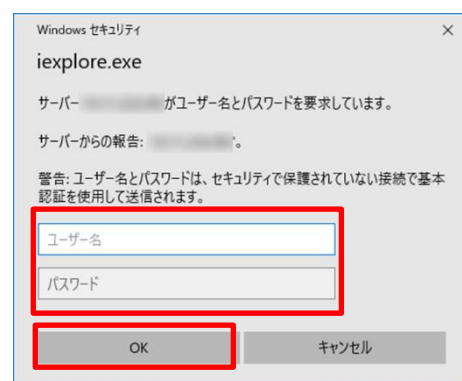 Windows セキュリティ
iexplore.exe
サーバー がユーザー名とパスワードを要求しています。
サーバーからの報告: 。
警告: ユーザー名とパスワードは、セキュリティで保護されていない接続で基本
認証を使用して送信されます。
ユーザー名
パスワード
OK キャンセル